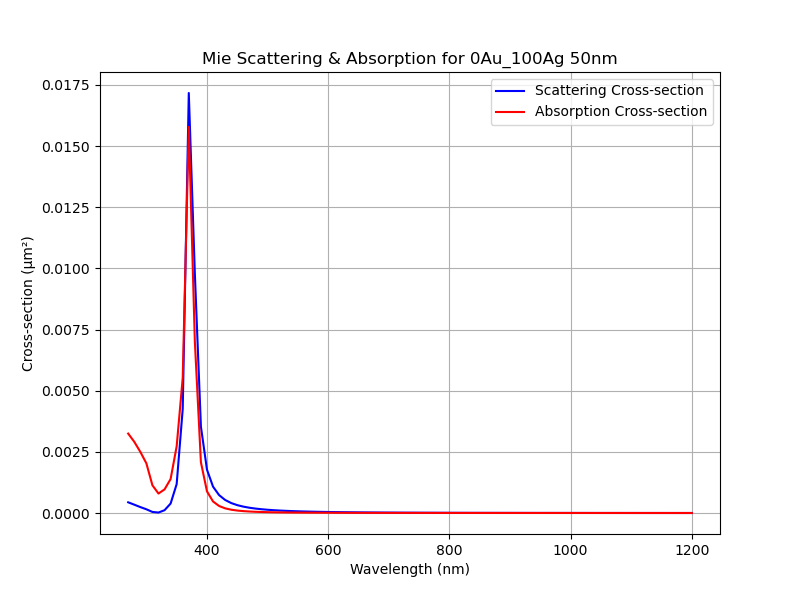 Mie Scattering & Absorption for 0Au_100Ag 50nm
Scattering Cross-section
Absorption Cross-section
Cross-section (μm²)
0.0175
0.0150
0.0125
0.0100
0.0075
0.0050
0.0025
0.0000
400 600 800 1000 1200
Wavelength (nm)